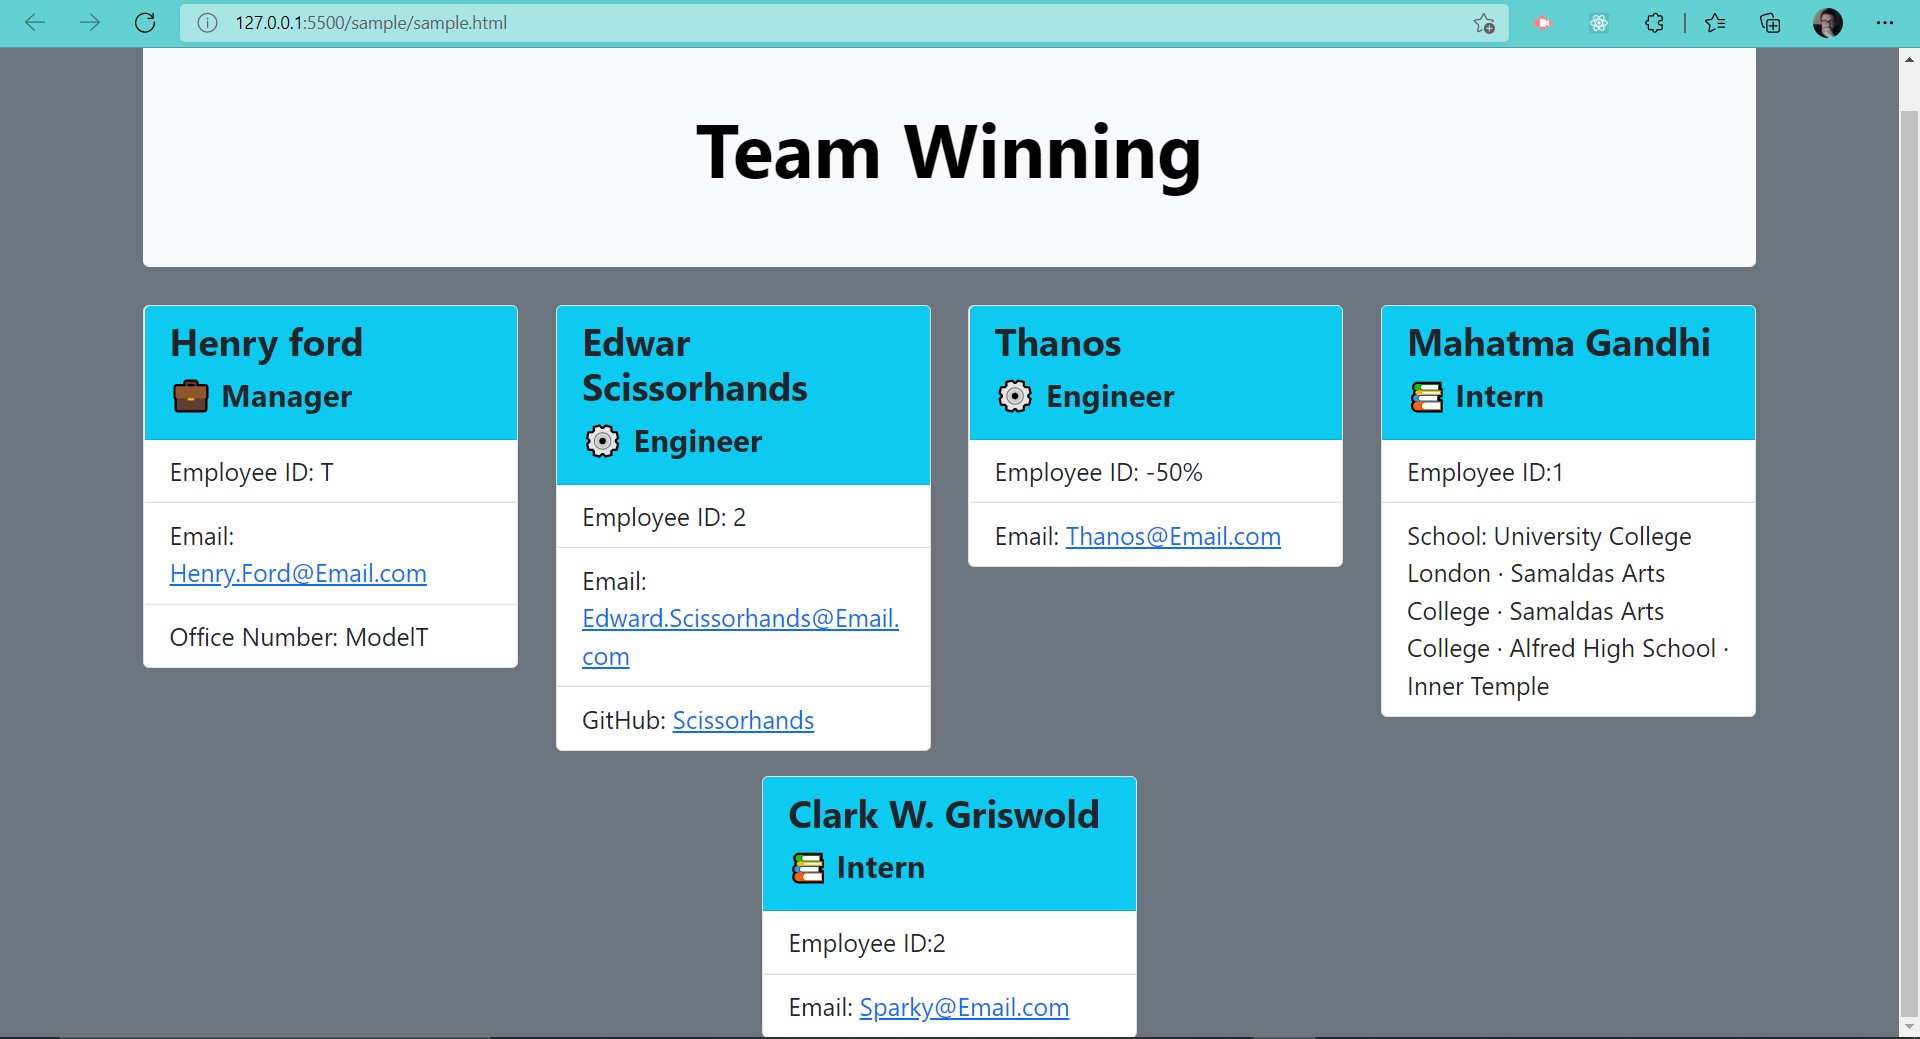 127.0.0.1:5500/sample/sample.html
Team Winning
Henry ford
Manager
Employee ID: T
Email:
Henry.Ford@Email.com
Office Number: ModelT
Edwar
Scissorhands
Engineer
Employee ID: 2
Email:
Edward.Scissorhands@Email.
com
GitHub: Scissorhands
Thanos
Engineer
Employee ID: -50%
Email: Thanos@Email.com
Mahatma Gandhi
Intern
Employee ID:1
School: University College
London · Samaldas Arts
College · Samaldas Arts
College · Alfred High School ·
Inner Temple
Clark W. Griswold
Intern
Employee ID:2
Email: Sparky@Email.com